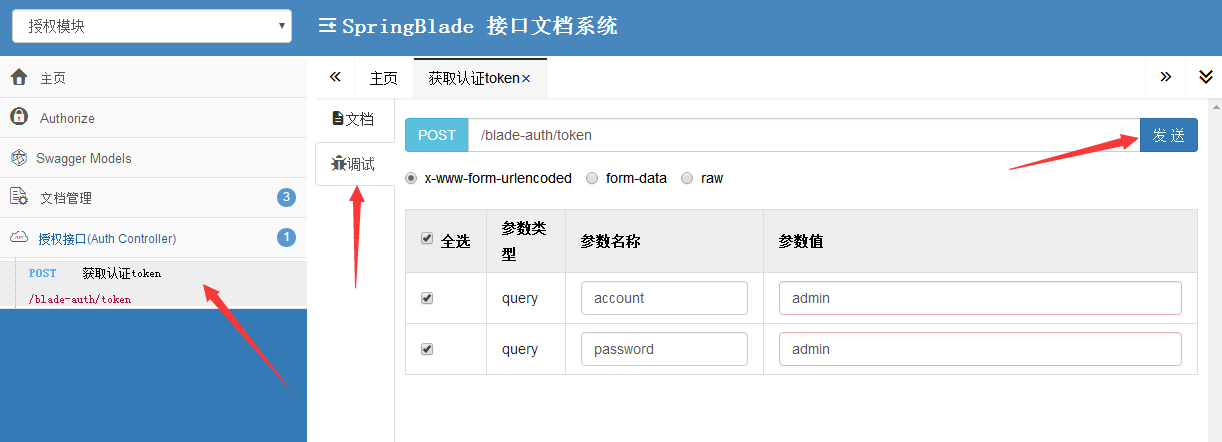 授权模块
SpringBlade 接口文档系统
主页
Authorize
Swagger Models
文档管理 3
授权接口(Auth Controller) 1
POST 获取认证token
/blade-auth/token
主页 获取认证token×
文档
调试
POST /blade-auth/token 发 送
x-www-form-urlencoded form-data raw
全选 参数类型 参数名称 参数值
query account admin
query password admin